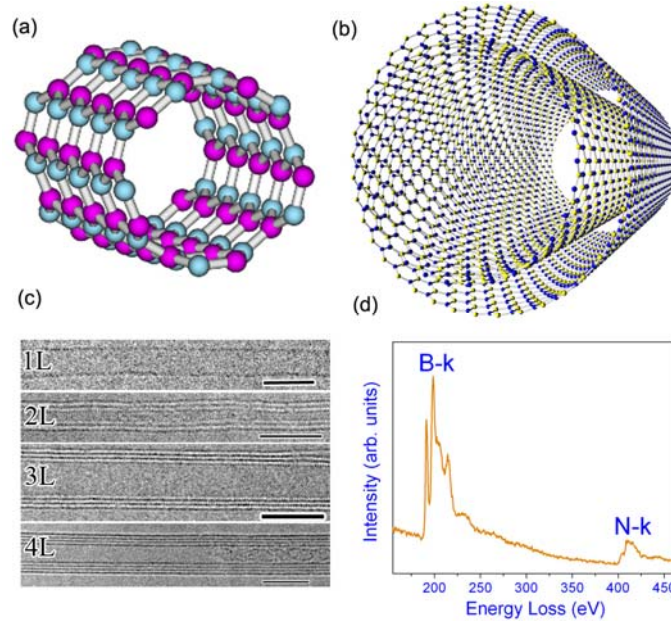 (a)
(b)
(c)
1L
2L
3L
4L
(d)
B-k
N-k
Intensity (arb. units)
200 250 300 350 400 450
Energy Loss (eV)